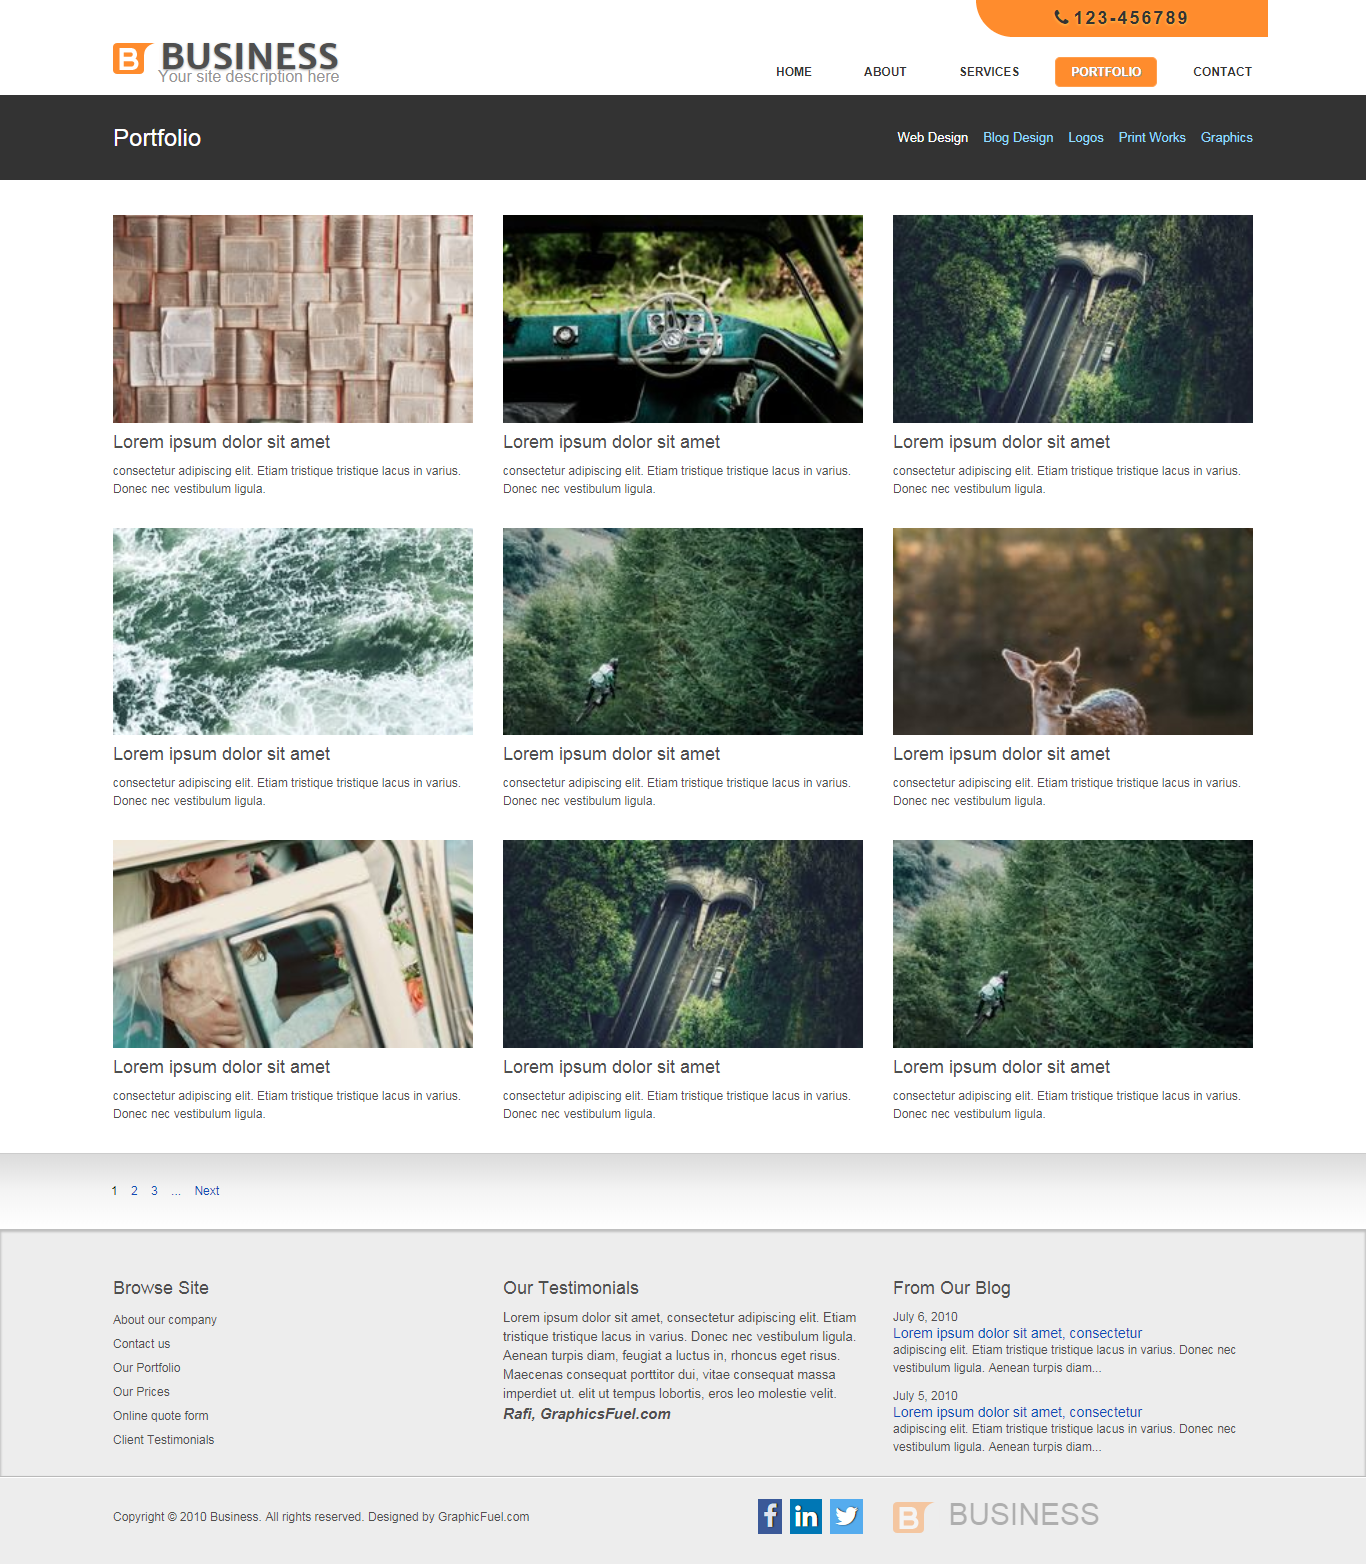 123-456789
B BUSINESS
Your site description here
HOME ABOUT SERVICES PORTFOLIO CONTACT
Portfolio
Web Design Blog Design Logos Print Works Graphics
Lorem ipsum dolor sit amet
consectetur adipiscing elit. Etiam tristique tristique lacus in varius.
Donec nec vestibulum ligula.
Lorem ipsum dolor sit amet
consectetur adipiscing elit. Etiam tristique tristique lacus in varius.
Donec nec vestibulum ligula.
Lorem ipsum dolor sit amet
consectetur adipiscing elit. Etiam tristique tristique lacus in varius.
Donec nec vestibulum ligula.
Lorem ipsum dolor sit amet
consectetur adipiscing elit. Etiam tristique tristique lacus in varius.
Donec nec vestibulum ligula.
Lorem ipsum dolor sit amet
consectetur adipiscing elit. Etiam tristique tristique lacus in varius.
Donec nec vestibulum ligula.
Lorem ipsum dolor sit amet
consectetur adipiscing elit. Etiam tristique tristique lacus in varius.
Donec nec vestibulum ligula.
Lorem ipsum dolor sit amet
consectetur adipiscing elit. Etiam tristique tristique lacus in varius.
Donec nec vestibulum ligula.
Lorem ipsum dolor sit amet
consectetur adipiscing elit. Etiam tristique tristique lacus in varius.
Donec nec vestibulum ligula.
Lorem ipsum dolor sit amet
consectetur adipiscing elit. Etiam tristique tristique lacus in varius.
Donec nec vestibulum ligula.
1 2 3 ... Next
Browse Site
About our company
Contact us
Our Portfolio
Our Prices
Online quote form
Client Testimonials
Our Testimonials
Lorem ipsum dolor sit amet, consectetur adipiscing elit. Etiam
tristique tristique lacus in varius. Donec nec vestibulum ligula.
Aenean turpis diam, feugiat a luctus in, rhoncus eget risus.
Maecenas consequat porttitor dui, vitae consequat massa
imperdiet ut. elit ut tempus lobortis, eros leo molestie velit.
Rafi, GraphicsFuel.com
From Our Blog
July 6, 2010
Lorem ipsum dolor sit amet, consectetur
adipiscing elit. Etiam tristique tristique lacus in varius. Donec nec
vestibulum ligula. Aenean turpis diam...
July 5, 2010
Lorem ipsum dolor sit amet, consectetur
adipiscing elit. Etiam tristique tristique lacus in varius. Donec nec
vestibulum ligula. Aenean turpis diam...
Copyright © 2010 Business. All rights reserved. Designed by GraphicFuel.com
f in
B BUSINESS